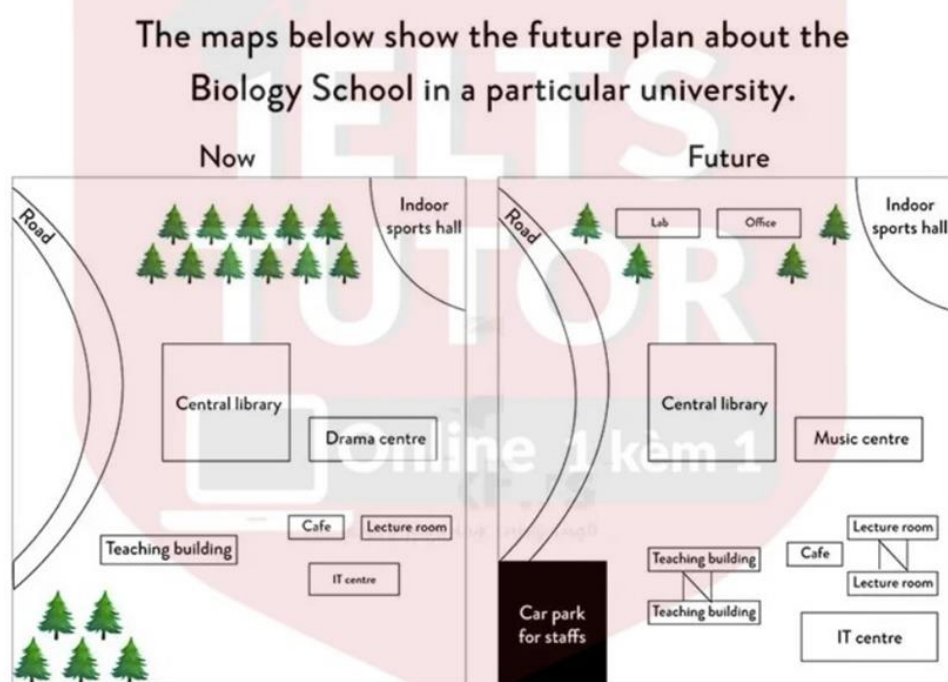 The maps below show the future plan about the
Biology School in a particular university.
Now
Future
Road
Indoor
sports hall
Central library
Drama centre
Cafe
Lecture room
Teaching building
IT centre
Road
Lab
Office
Indoor
sports hall
Central library
Music centre
Lecture room
Cafe
Lecture room
Teaching building
Teaching building
IT centre
Car park
for staffs
IELTS
TUTOR
Online 1 kèm 1